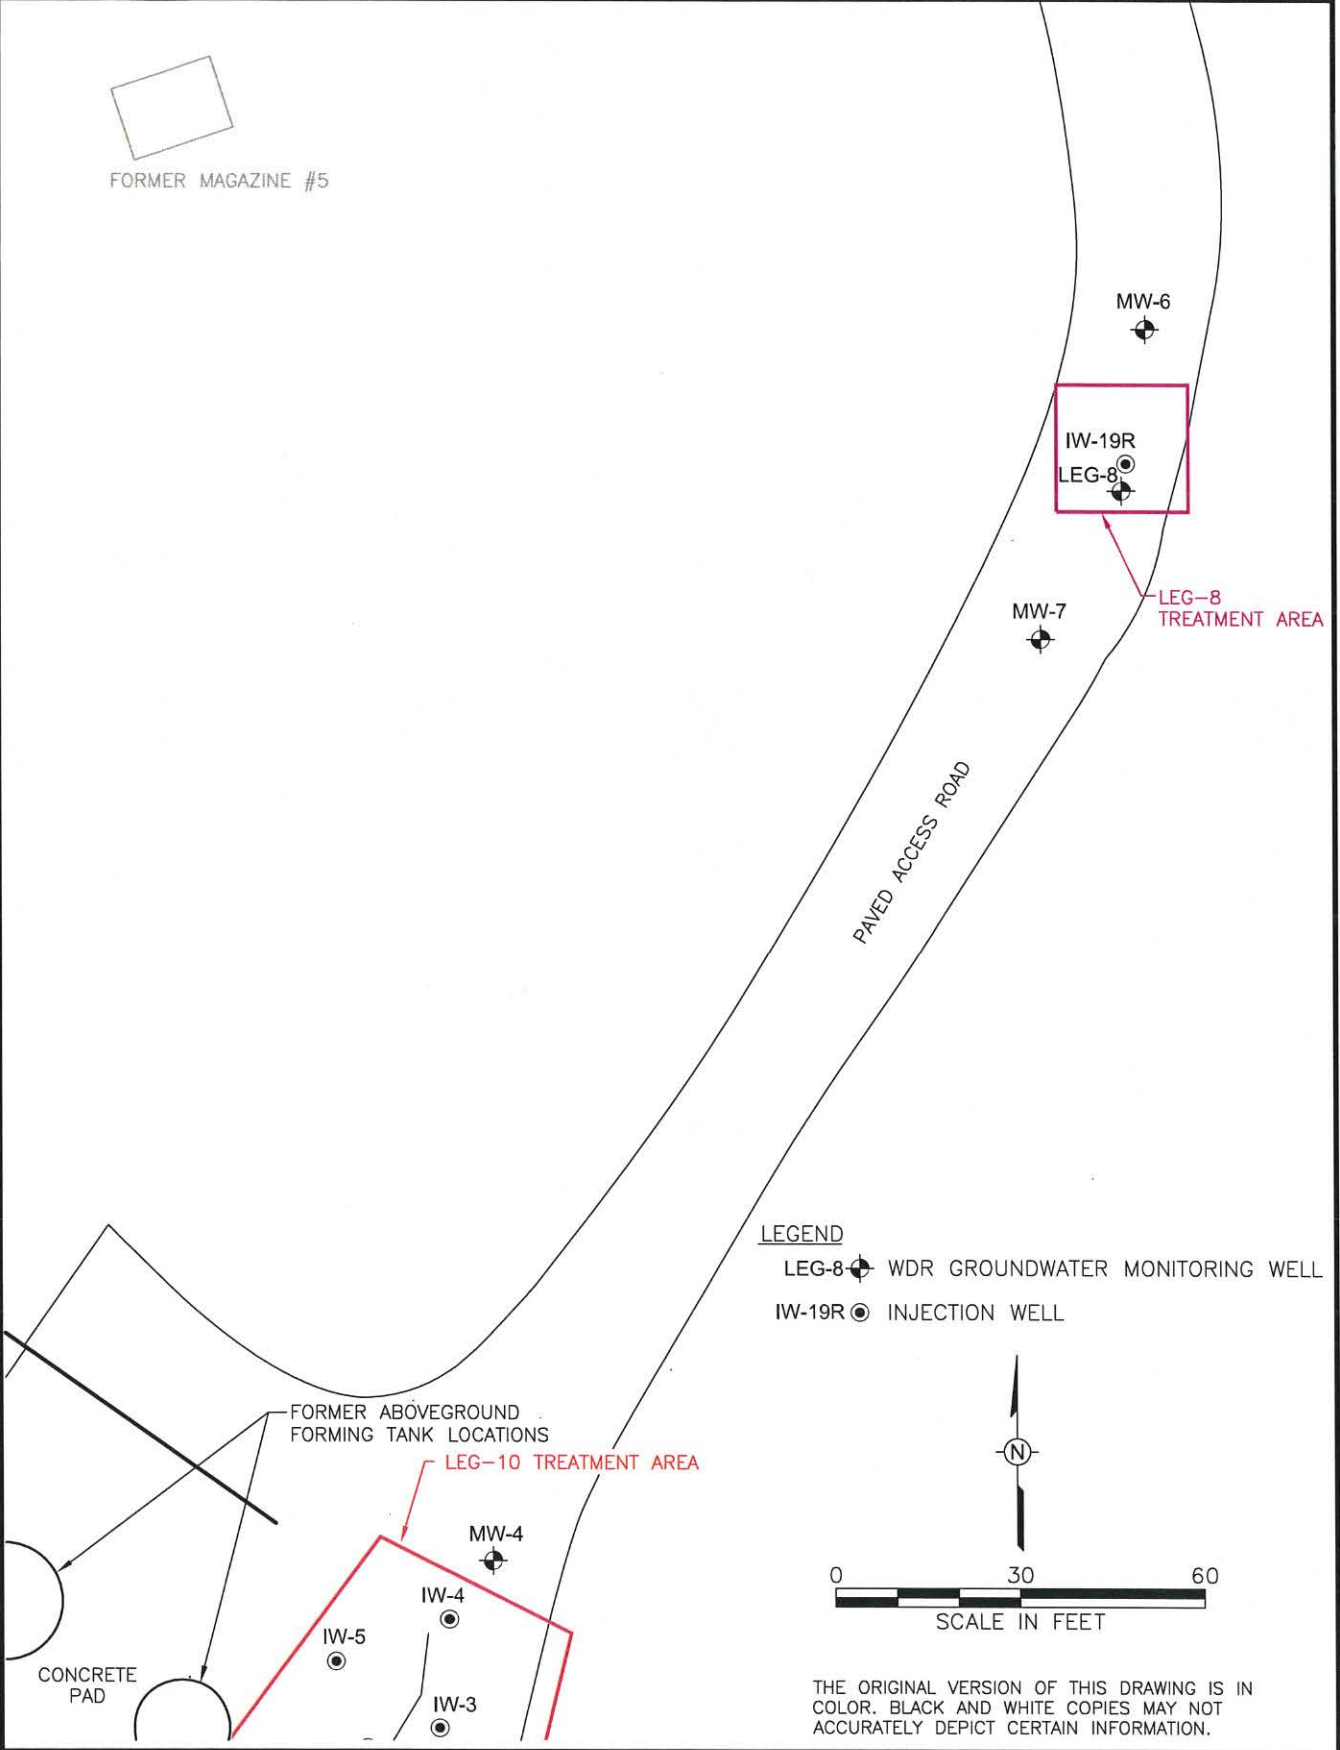 FORMER MAGAZINE #5
MW-6
IW-19R
LEG-8
LEG-8
TREATMENT AREA
MW-7
PAVED ACCESS ROAD
LEGEND
LEG-8 WDR GROUNDWATER MONITORING WELL
IW-19R INJECTION WELL
FORMER ABOVEGROUND
FORMING TANK LOCATIONS
LEG-10 TREATMENT AREA
N
MW-4
IW-4
IW-5
IW-3
CONCRETE
PAD
0 30 60
SCALE IN FEET
THE ORIGINAL VERSION OF THIS DRAWING IS IN
COLOR. BLACK AND WHITE COPIES MAY NOT
ACCURATELY DEPICT CERTAIN INFORMATION.